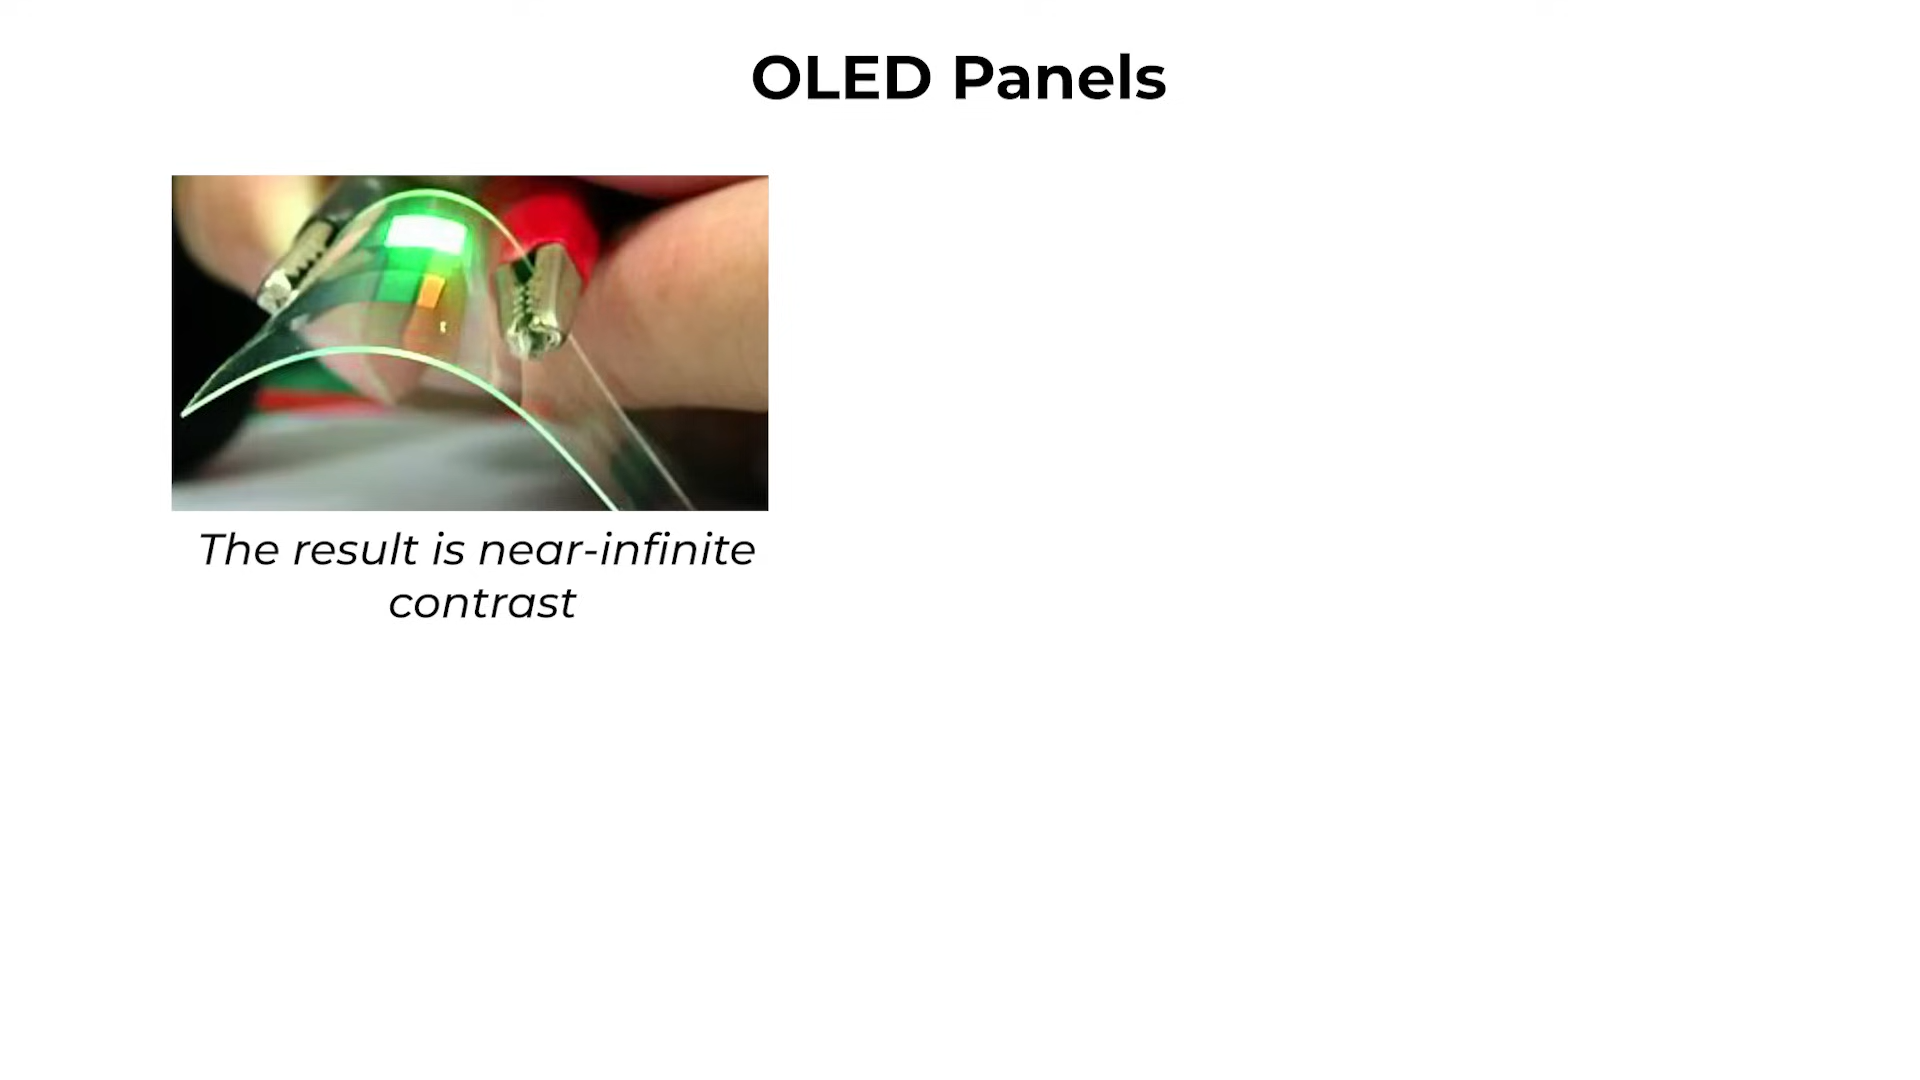 OLED Panels
The result is near-infinite
contrast